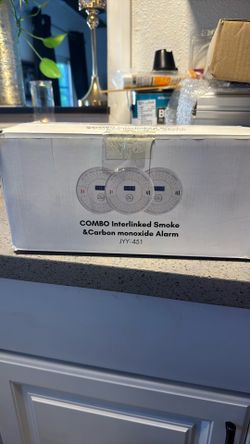 COMBO Interlinked Smoke
&Carbon monoxide Alarm
JYY-451